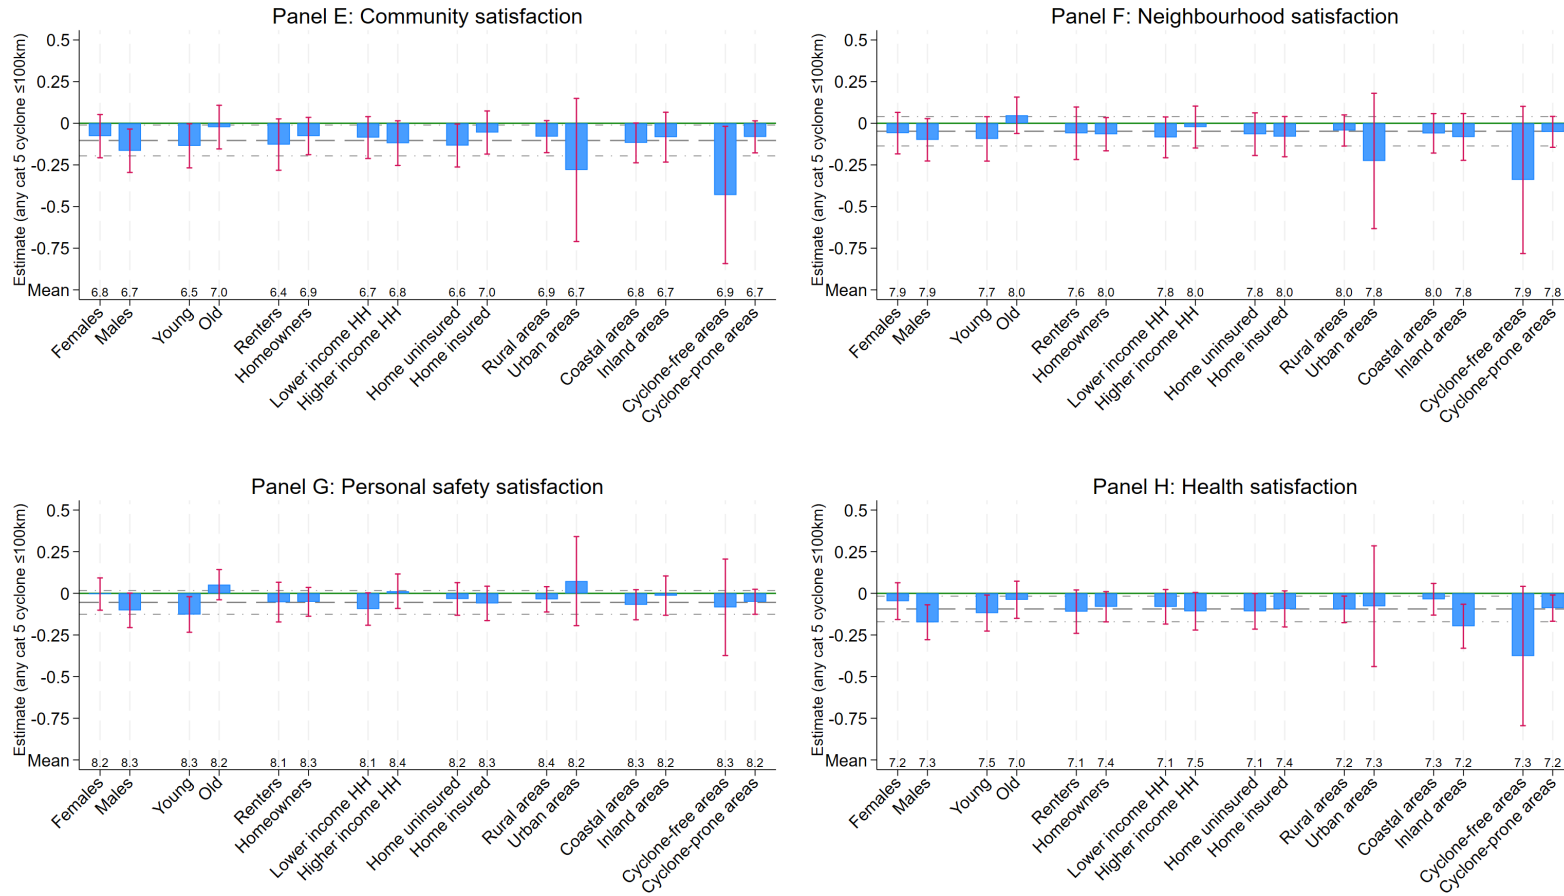 Panel E: Community satisfaction
Estimate (any cat 5 cyclone ≤100km)
0.5
0.25
0
-0.25
-0.5
-0.75
Mean
6.8 6.7 6.5 7.0 6.4 6.9 6.7 6.8 6.6 7.0 6.9 6.7 6.8 6.7 6.9 6.7
Females
Males
Young
Old
Renters
Homeowners
Lower income HH
Higher income HH
Home uninsured
Home insured
Rural areas
Urban areas
Coastal areas
Inland areas
Cyclone-free areas
Cyclone-prone areas
Panel F: Neighbourhood satisfaction
Estimate (any cat 5 cyclone ≤100km)
0.5
0.25
0
-0.25
-0.5
-0.75
Mean
7.9 7.9 7.7 8.0 7.6 8.0 7.8 8.0 7.8 8.0 8.0 7.8 8.0 7.8 7.9 7.8
Females
Males
Young
Old
Renters
Homeowners
Lower income HH
Higher income HH
Home uninsured
Home insured
Rural areas
Urban areas
Coastal areas
Inland areas
Cyclone-free areas
Cyclone-prone areas
Panel G: Personal safety satisfaction
Estimate (any cat 5 cyclone ≤100km)
0.5
0.25
0
-0.25
-0.5
-0.75
Mean
8.2 8.3 8.3 8.2 8.1 8.3 8.1 8.4 8.2 8.3 8.4 8.2 8.3 8.2 8.3 8.2
Females
Males
Young
Old
Renters
Homeowners
Lower income HH
Higher income HH
Home uninsured
Home insured
Rural areas
Urban areas
Coastal areas
Inland areas
Cyclone-free areas
Cyclone-prone areas
Panel H: Health satisfaction
Estimate (any cat 5 cyclone ≤100km)
0.5
0.25
0
-0.25
-0.5
-0.75
Mean
7.2 7.3 7.5 7.0 7.1 7.4 7.1 7.5 7.1 7.4 7.2 7.3 7.3 7.2 7.3 7.2
Females
Males
Young
Old
Renters
Homeowners
Lower income HH
Higher income HH
Home uninsured
Home insured
Rural areas
Urban areas
Coastal areas
Inland areas
Cyclone-free areas
Cyclone-prone areas